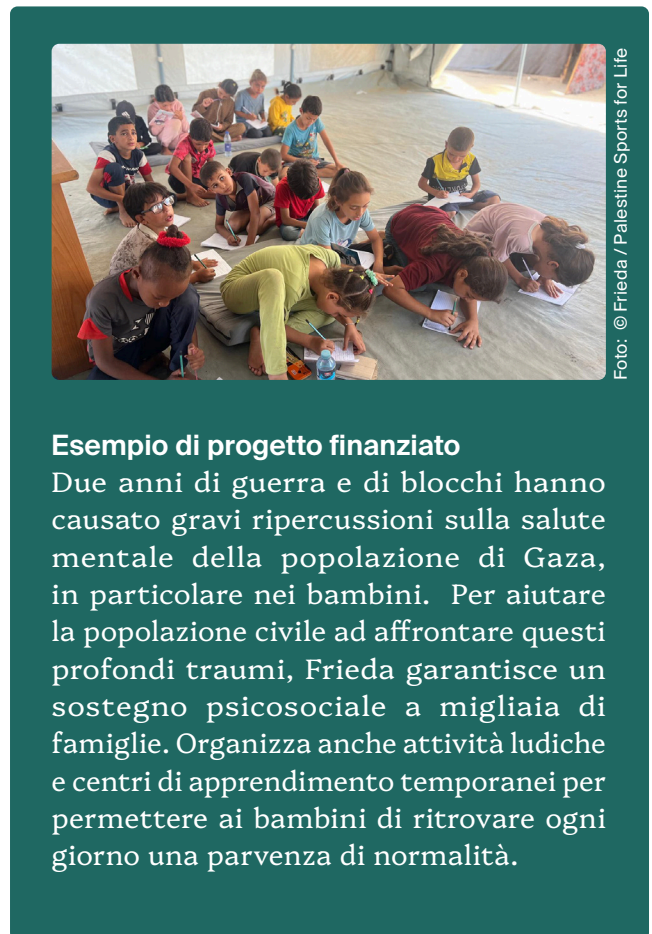 Foto: © Frieda / Palestine Sports for Life
Esempio di progetto finanziato
Due anni di guerra e di blocchi hanno
causato gravi ripercussioni sulla salute
mentale della popolazione di Gaza,
in particolare nei bambini.  Per aiutare
la popolazione civile ad affrontare questi
profondi traumi, Frieda garantisce un
sostegno psicosociale a migliaia di
famiglie. Organizza anche attività ludiche
e centri di apprendimento temporanei per
permettere ai bambini di ritrovare ogni
giorno una parvenza di normalità.